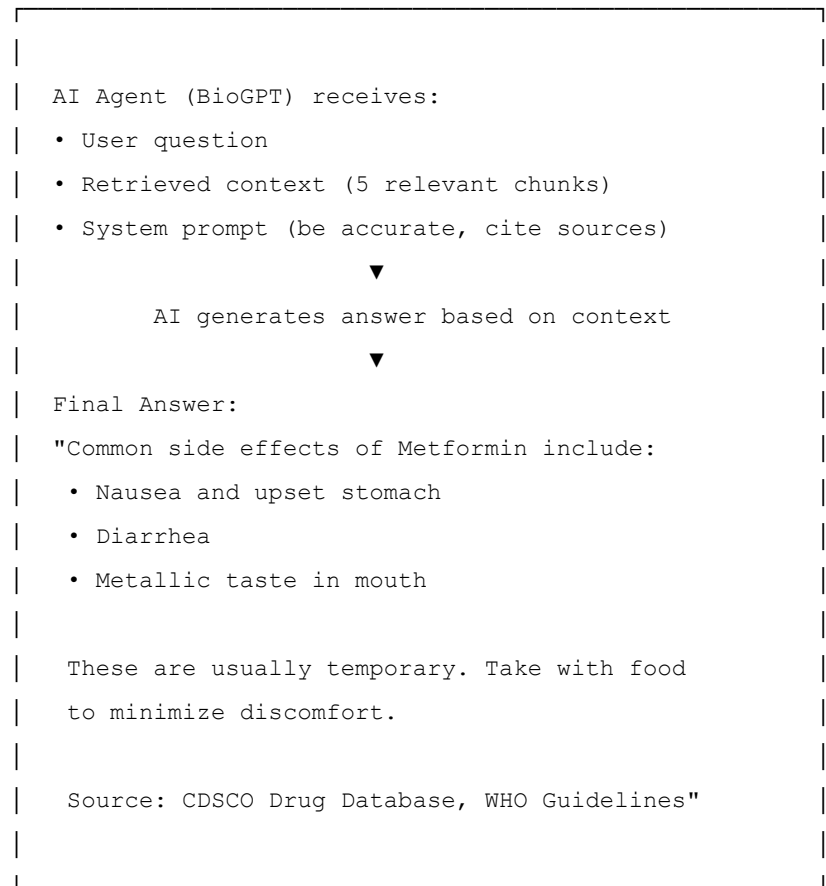 AI Agent (BioGPT) receives:
• User question
• Retrieved context (5 relevant chunks)
• System prompt (be accurate, cite sources)
▼
AI generates answer based on context
▼
Final Answer:
"Common side effects of Metformin include:
• Nausea and upset stomach
• Diarrhea
• Metallic taste in mouth
These are usually temporary. Take with food
to minimize discomfort.
Source: CDSCO Drug Database, WHO Guidelines"